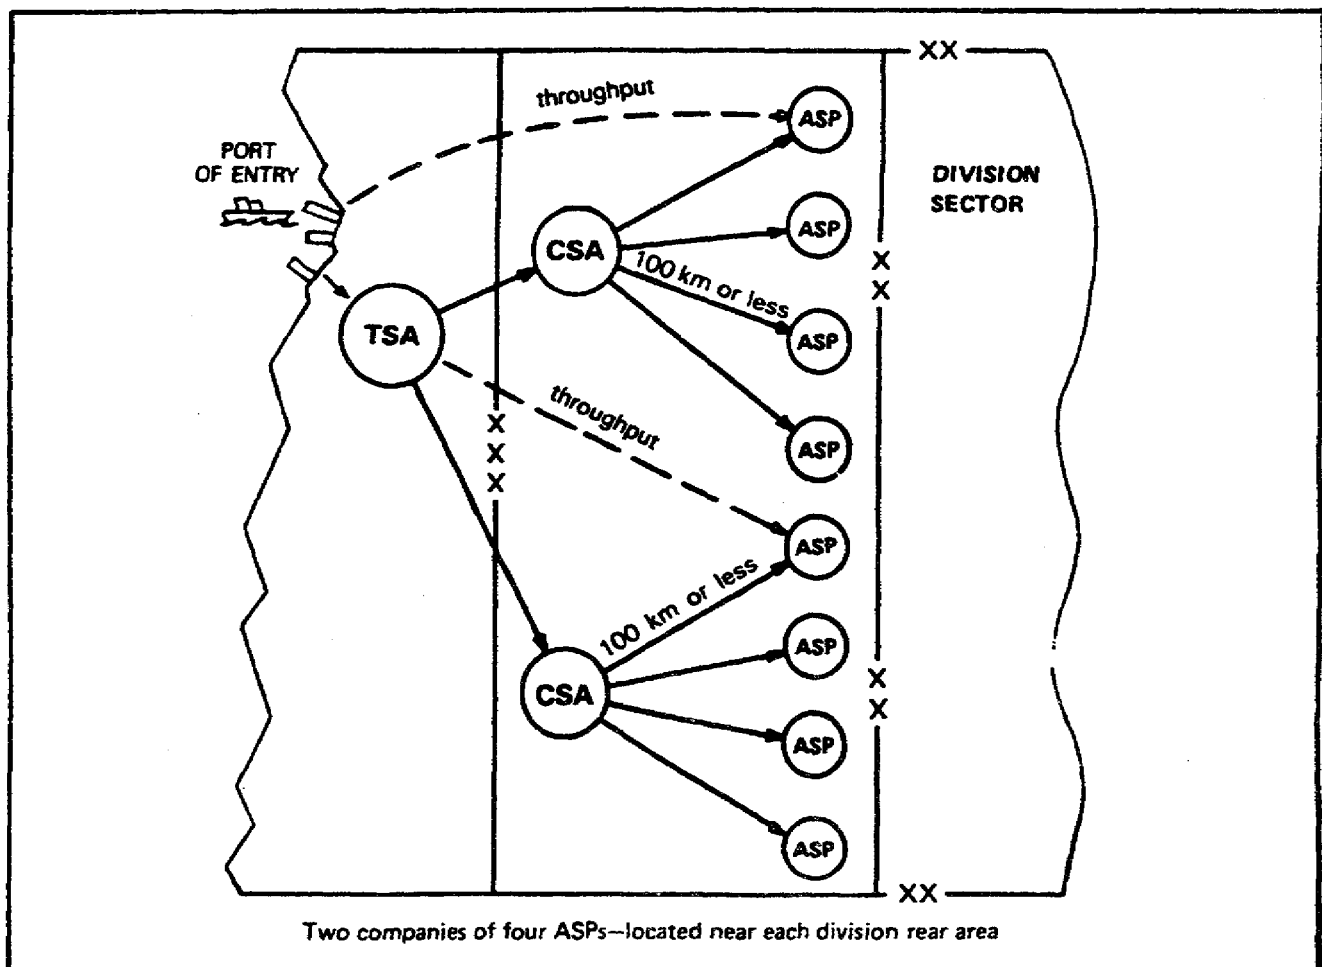 XX
throughput
ASP
PORT
OF ENTRY
DIVISION
SECTOR
ASP
CSA
X
X
100 km or less
ASP
TSA
throughput
X
X
X
ASP
ASP
100 km or less
ASP
CSA
X
X
ASP
ASP
XX
Two companies of four ASPs—located near each division rear area